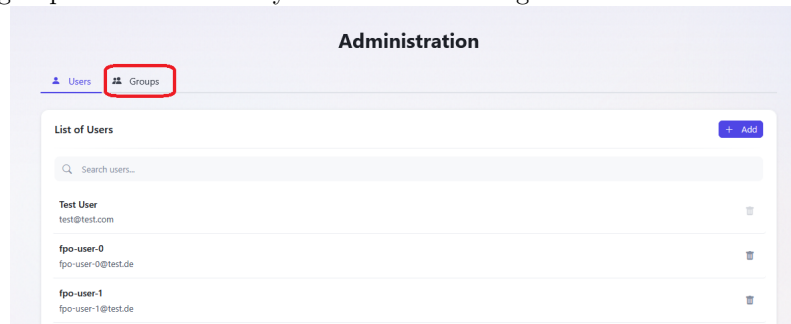 Administration
Users Groups
List of Users
+ Add
Search users...
Test User
test@test.com
fpo-user-0
fpo-user-0@test.de
fpo-user-1
fpo-user-1@test.de